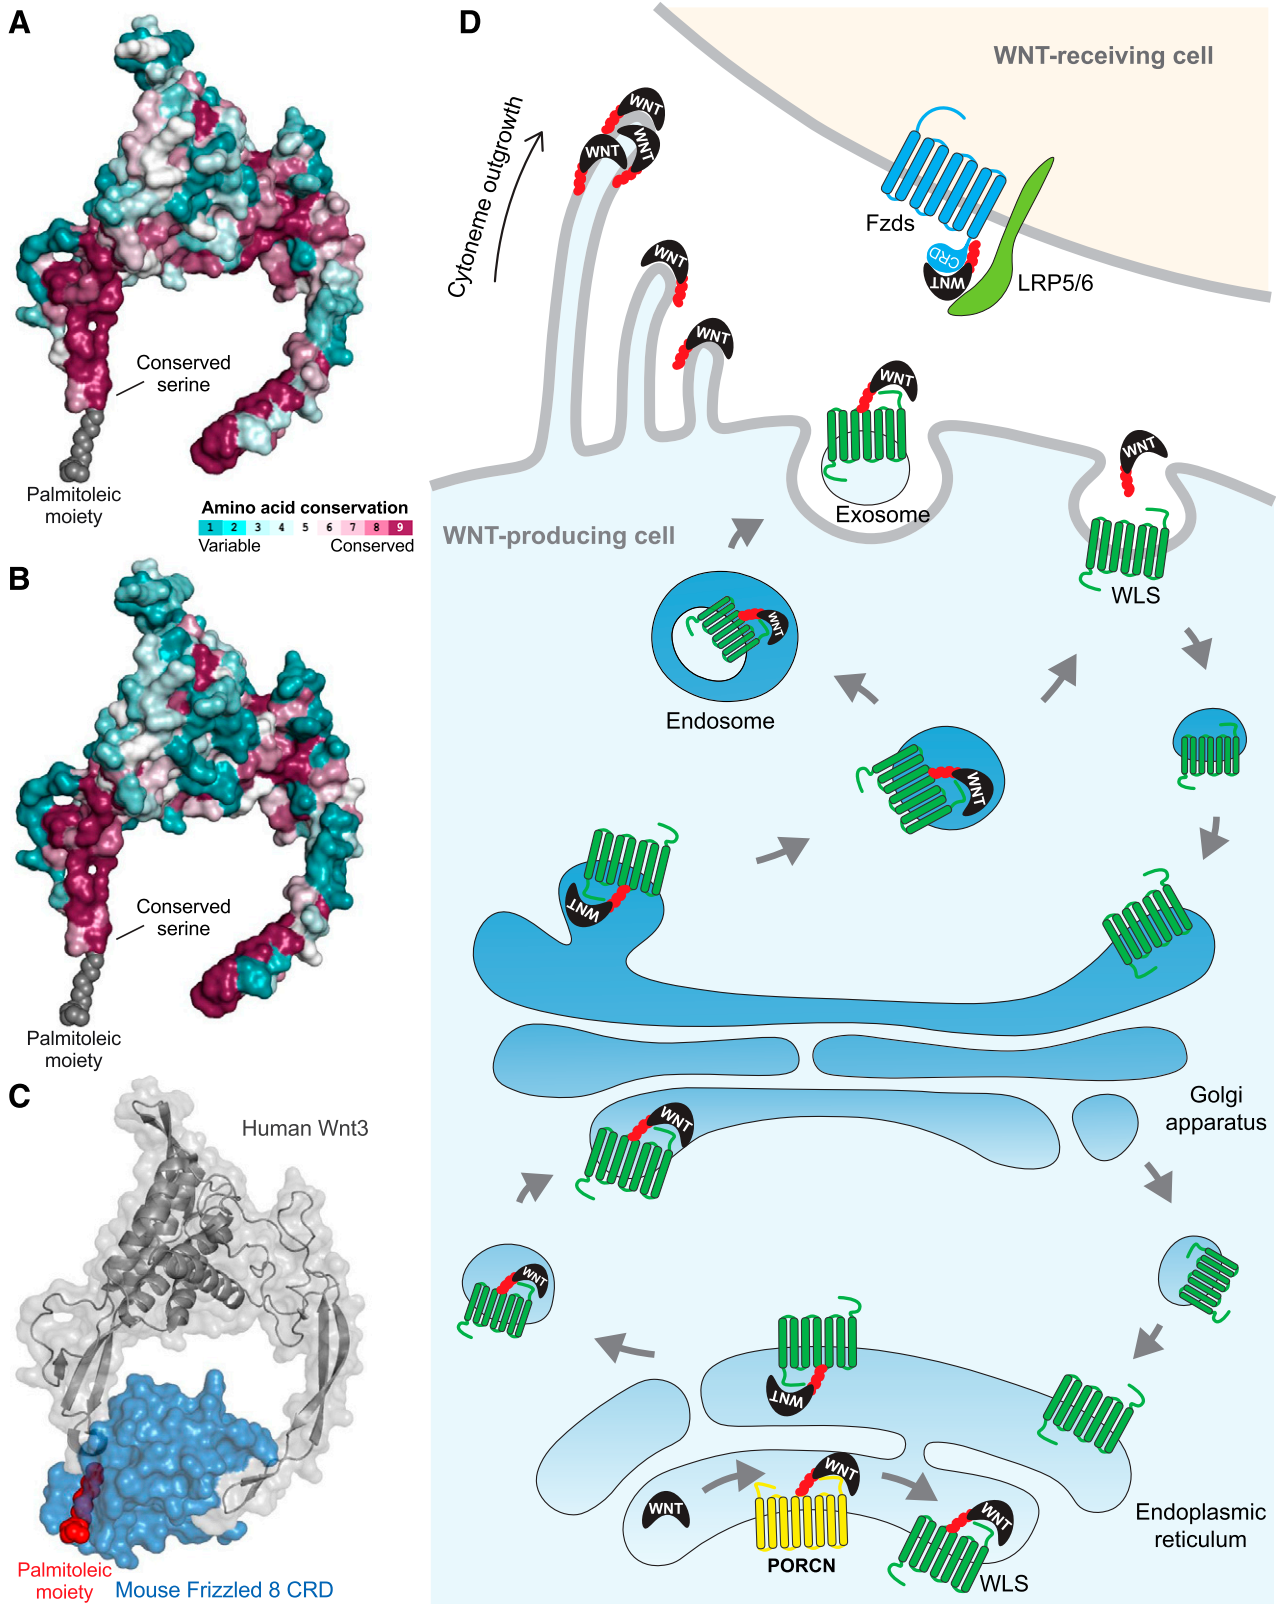 A
Conserved
serine
Palmitoleic
moiety
Amino acid conservation
1 2 3 4 5 6 7 8 9
Variable Conserved
B
Conserved
serine
Palmitoleic
moiety
C
Human Wnt3
Palmitoleic
moiety
Mouse Frizzled 8 CRD
D
WNT-receiving cell
Cytoneme outgrowth
WNT
WNT
WNT
WNT
WNT
Fzds
CRD
WNT
LRP5/6
WNT
Exosome
WNT
WLS
WNT-producing cell
WNT
Endosome
WNT
WNT
WNT
Golgi
apparatus
WNT
WNT
WNT
WNT
PORCN
WNT
WLS
Endoplasmic
reticulum